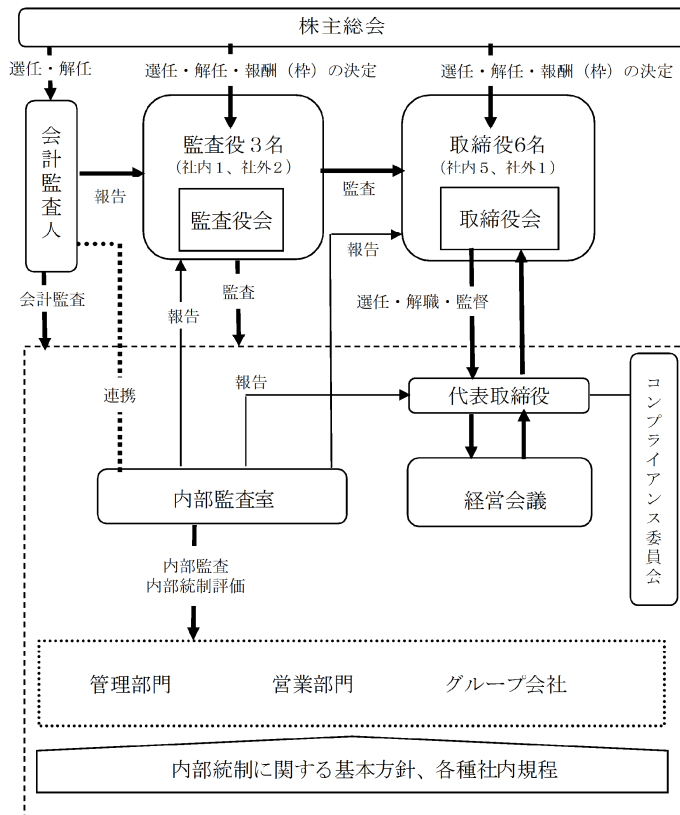 株主総会
選任・解任
選任・解任・報酬（枠）の決定
選任・解任・報酬（枠）の決定
会計監査人
監査役３名
（社内１、社外２）
監査役会
取締役6名
（社内５、社外１）
取締役会
報告
監査
報告
会計監査
監査
報告
選任・解職・監督
連携
報告
代表取締役
コンプライアンス委員会
内部監査室
経営会議
内部監査
内部統制評価
管理部門
営業部門
グループ会社
内部統制に関する基本方針、各種社内規程